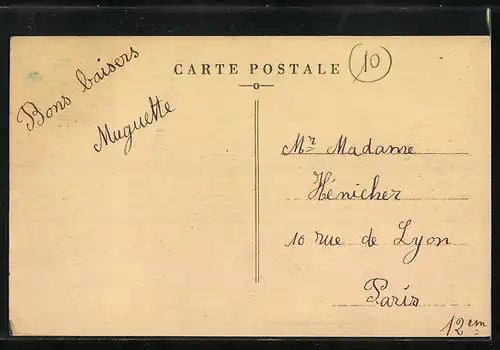 CARTE POSTALE
10
Bons baisers
Muguette
Mr Madame
Hénicher
10 rue de Lyon
Paris
12em